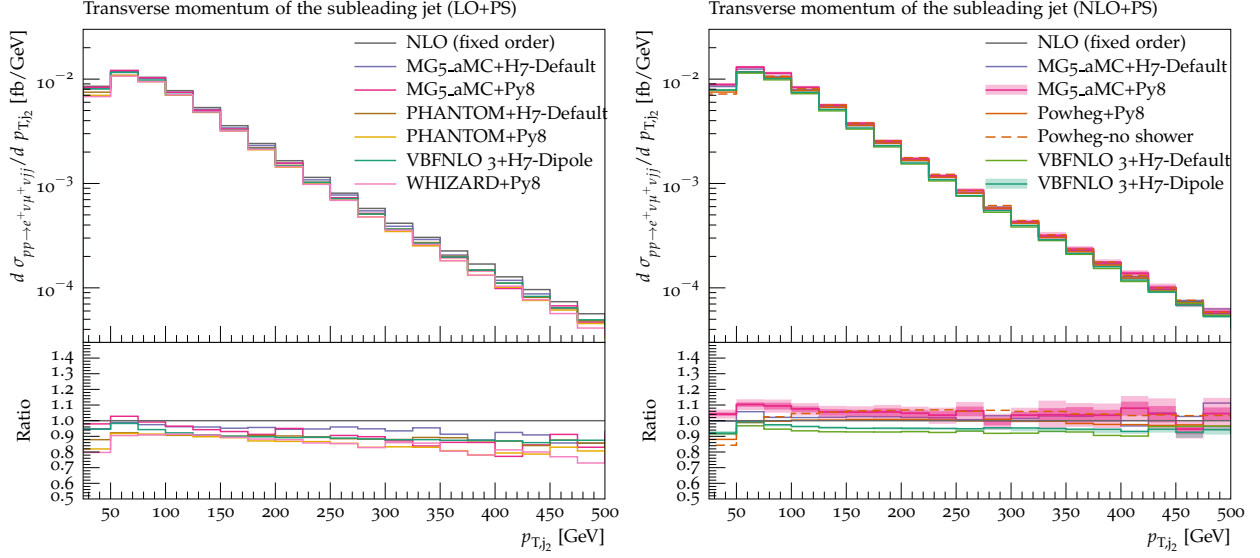 Transverse momentum of the subleading jet (LO+PS)
NLO (fixed order)
MG5_aMC+H7-Default
MG5_aMC+Py8
PHANTOM+H7-Default
PHANTOM+Py8
VBFNLO 3+H7-Dipole
WHIZARD+Py8
d σ_{pp→e⁺νμ⁺νjj}/d p_{T,j₂} [fb/GeV]
10⁻²
10⁻³
10⁻⁴
Ratio
1.4
1.3
1.2
1.1
1.0
0.9
0.8
0.7
0.6
0.5
50 100 150 200 250 300 350 400 450 500
p_{T,j₂} [GeV]
Transverse momentum of the subleading jet (NLO+PS)
NLO (fixed order)
MG5_aMC+H7-Default
MG5_aMC+Py8
Powheg+Py8
Powheg-no shower
VBFNLO 3+H7-Default
VBFNLO 3+H7-Dipole
d σ_{pp→e⁺νμ⁺νjj}/d p_{T,j₂} [fb/GeV]
10⁻²
10⁻³
10⁻⁴
Ratio
1.4
1.3
1.2
1.1
1.0
0.9
0.8
0.7
0.6
0.5
50 100 150 200 250 300 350 400 450 500
p_{T,j₂} [GeV]